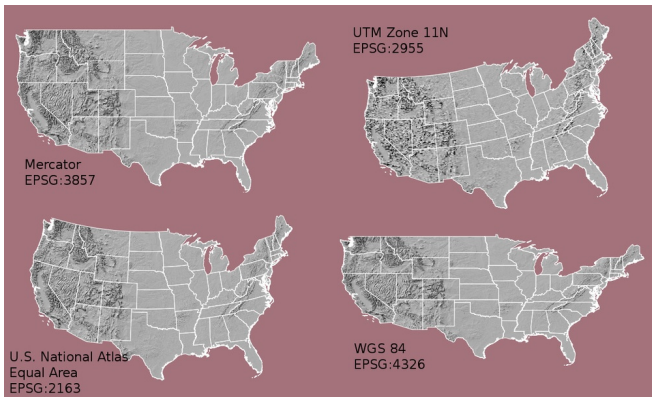 Mercator
EPSG:3857
UTM Zone 11N
EPSG:2955
U.S. National Atlas
Equal Area
EPSG:2163
WGS 84
EPSG:4326